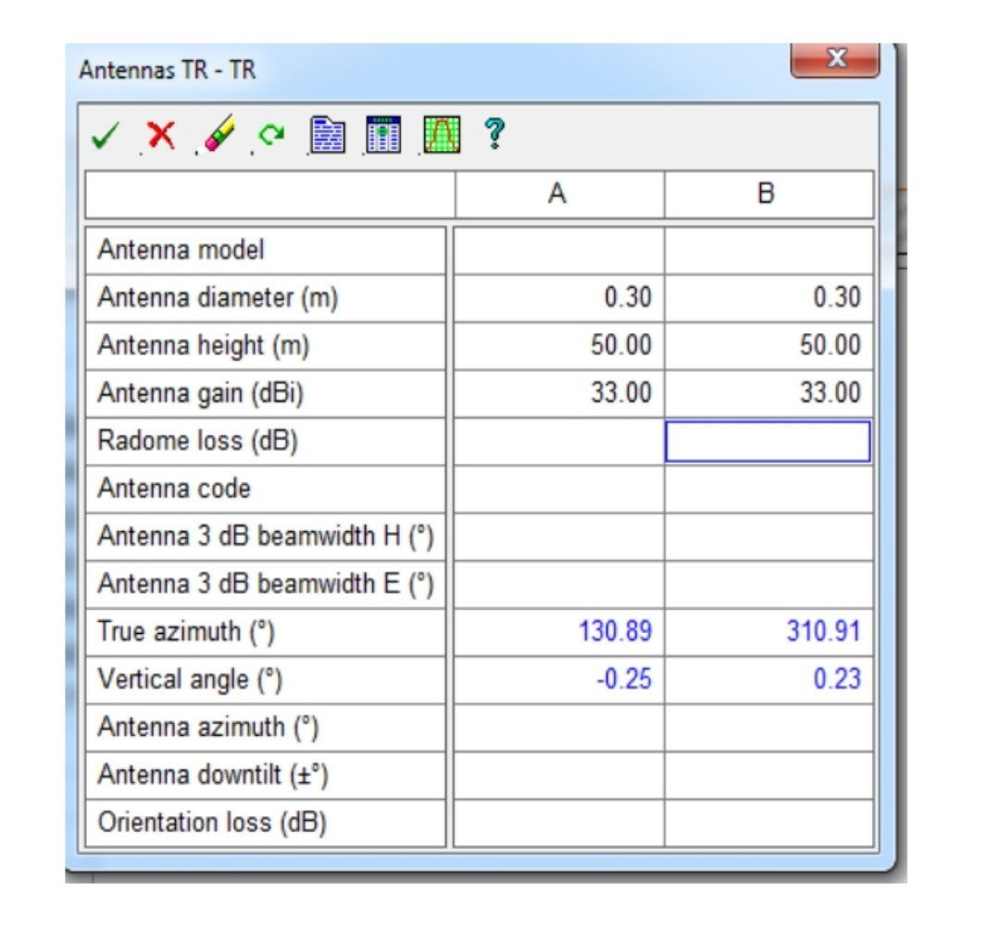 Antennas TR - TR
A B
Antenna model
Antenna diameter (m) 0.30 0.30
Antenna height (m) 50.00 50.00
Antenna gain (dBi) 33.00 33.00
Radome loss (dB)
Antenna code
Antenna 3 dB beamwidth H (°)
Antenna 3 dB beamwidth E (°)
True azimuth (°) 130.89 310.91
Vertical angle (°) -0.25 0.23
Antenna azimuth (°)
Antenna downtilt (±°)
Orientation loss (dB)